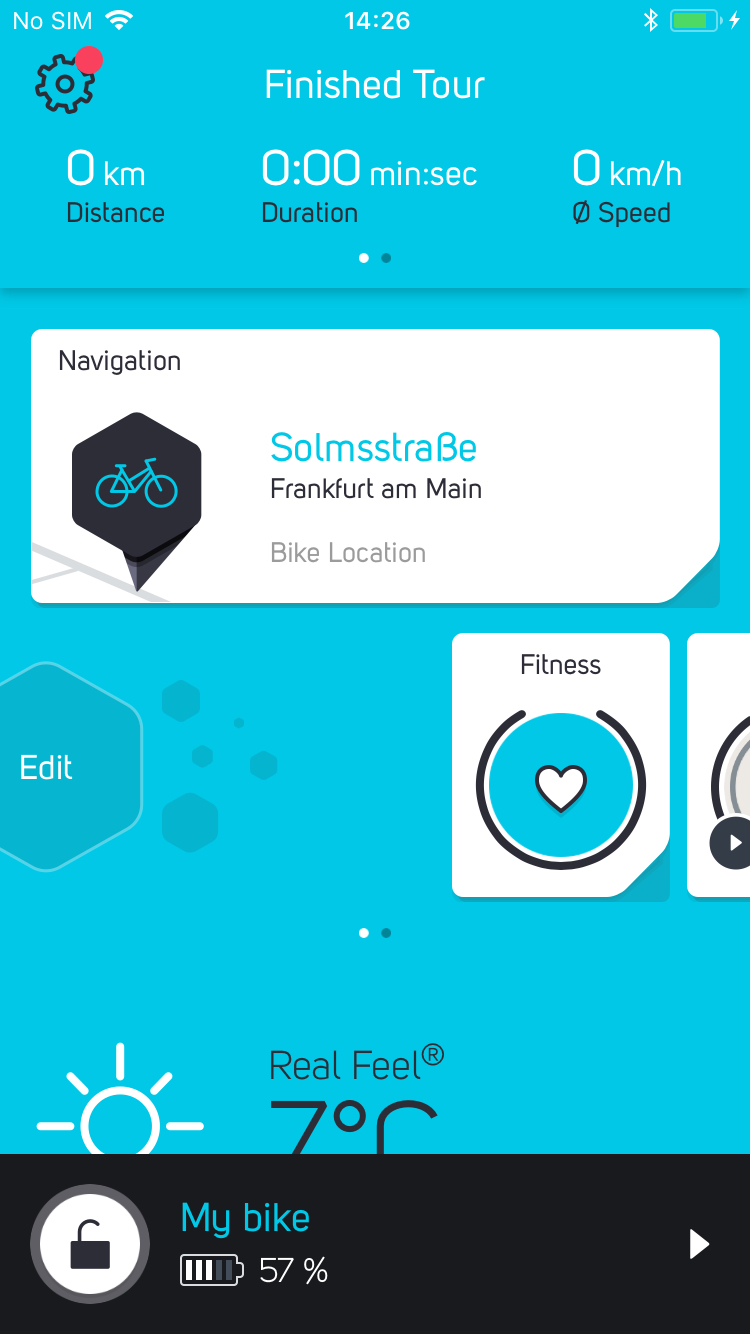 No SIM 14:26
Finished Tour
0 km 0:00 min:sec 0 km/h
Distance Duration Ø Speed
Navigation
Solmsstraße
Frankfurt am Main
Bike Location
Fitness
Edit
Real Feel®
7°C
My bike
57 %